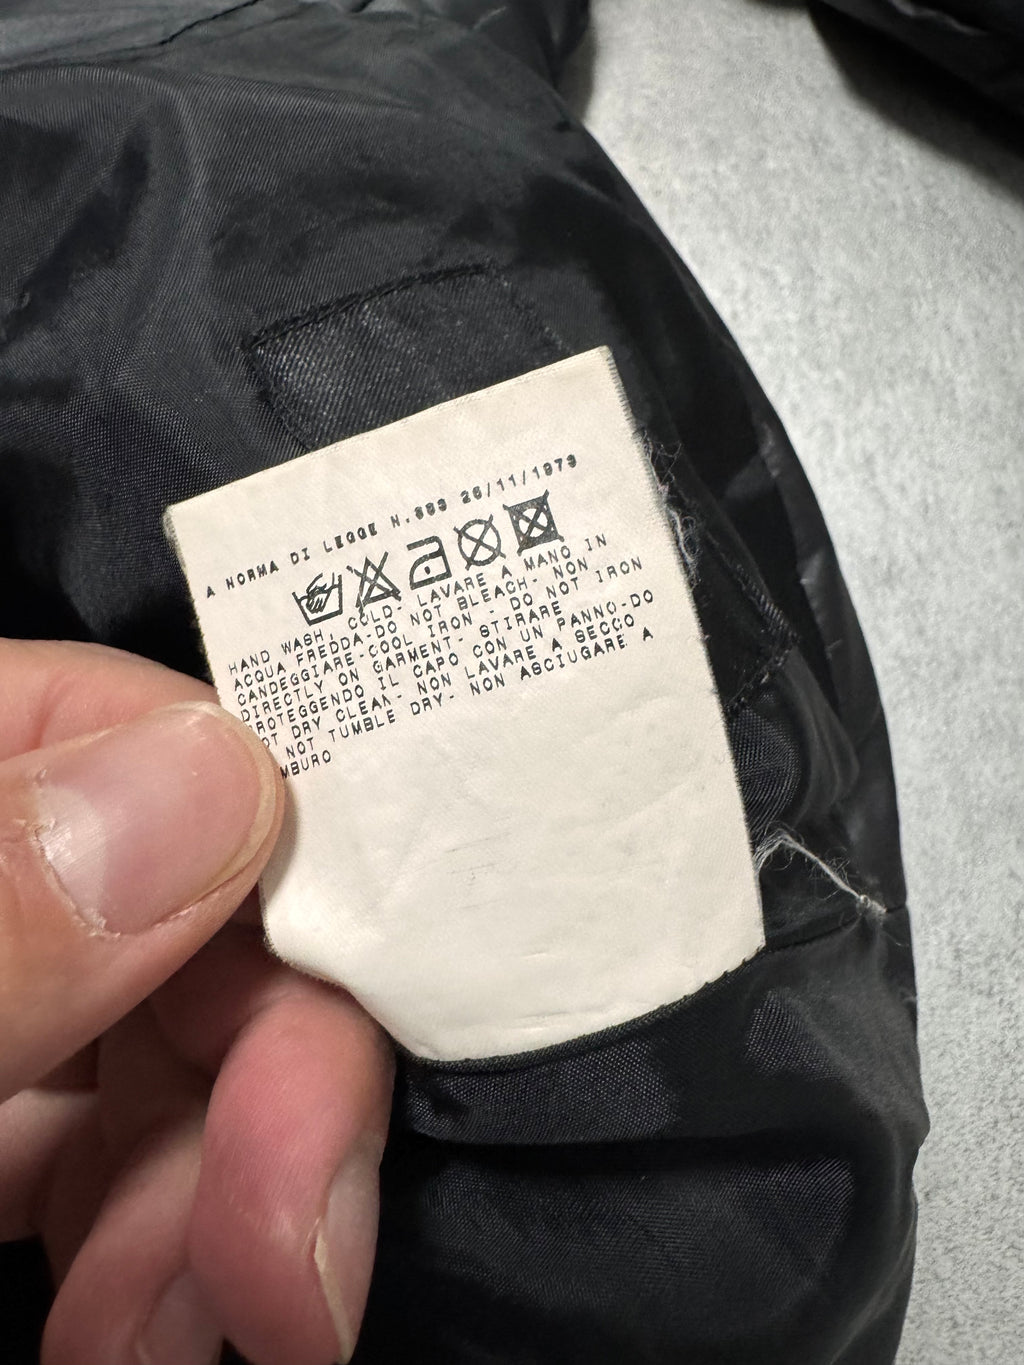 A NORMA DI LEGGE N.883 26/11/1973
HAND WASH, COLD- LAVARE A MANO IN
ACQUA FREDDA-DO NOT BLEACH- NON
CANDEGGIARE-COOL IRON - DO NOT IRON
DIRECTLY ON GARMENT- STIRARE
PROTEGGENDO IL CAPO CON UN PANNO-DO
OT DRY CLEAN- NON LAVARE A SECCO
NOT TUMBLE DRY- NON ASCIUGARE A
MBURO